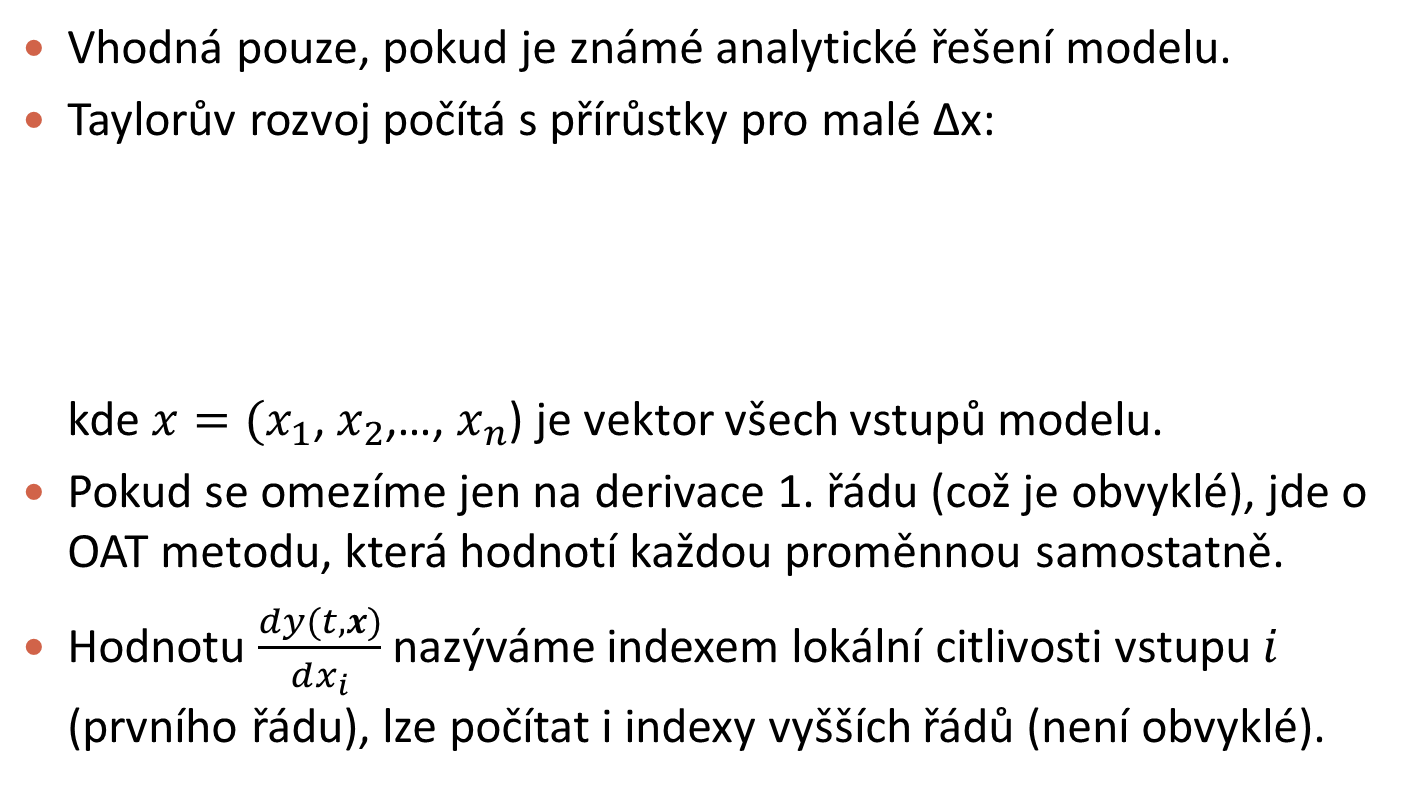 • Vhodná pouze, pokud je známé analytické řešení modelu.
• Taylorův rozvoj počítá s přírůstky pro malé Δx:
kde x = (x₁, x₂,…, xₙ) je vektor všech vstupů modelu.
• Pokud se omezíme jen na derivace 1. řádu (což je obvyklé), jde o
OAT metodu, která hodnotí každou proměnnou samostatně.
• Hodnotu dy(t,x)/dxᵢ nazýváme indexem lokální citlivosti vstupu i
(prvního řádu), lze počítat i indexy vyšších řádů (není obvyklé).